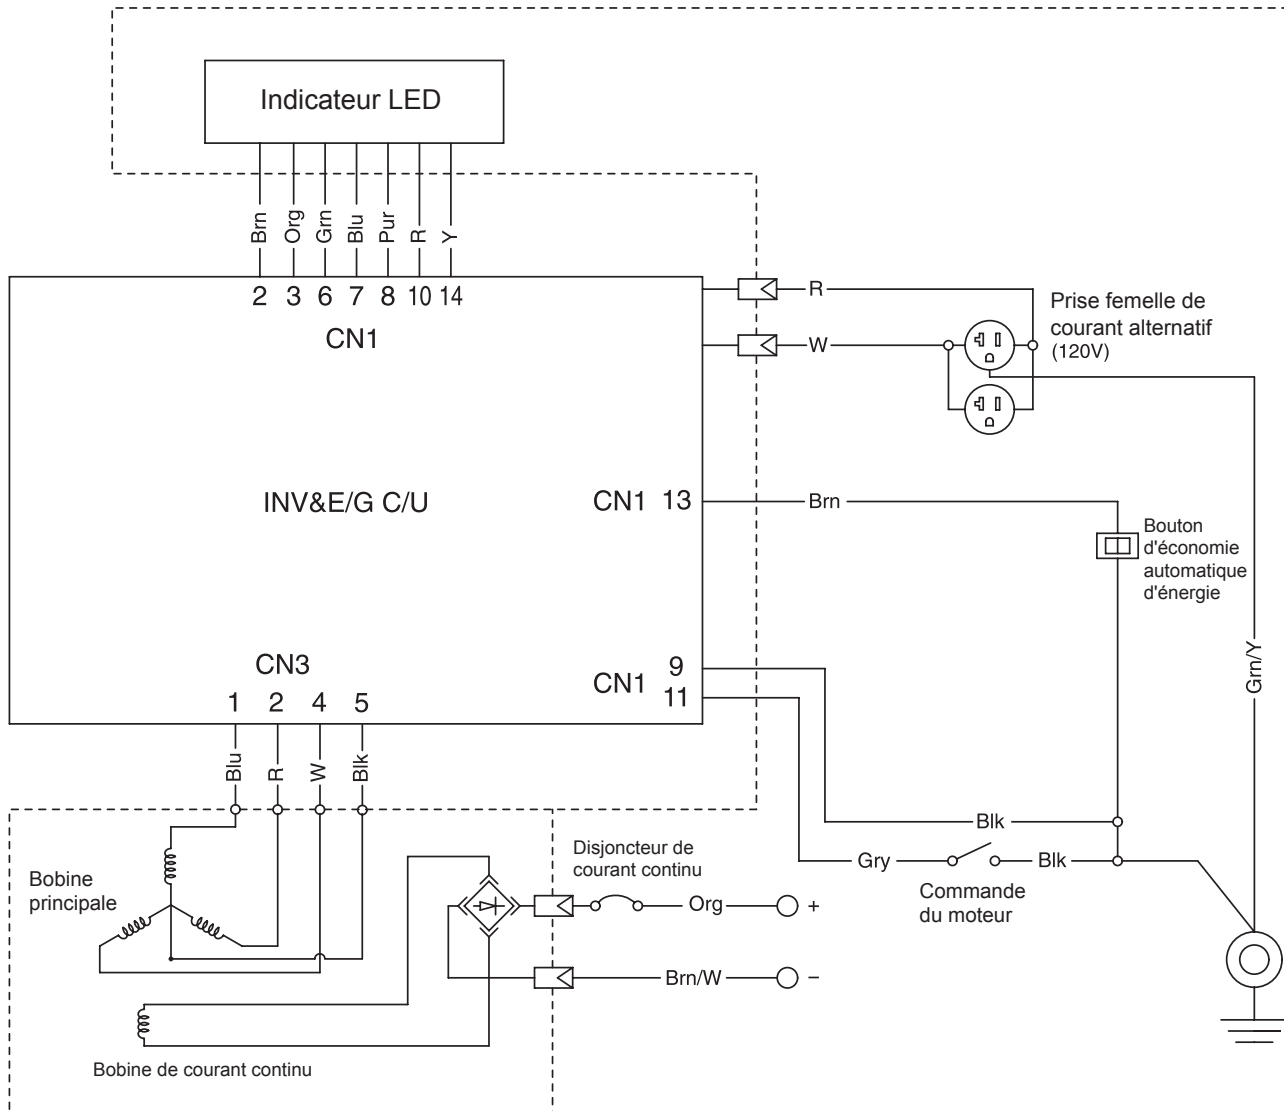 Indicateur LED
Brn
Org
Grn
Blu
Pur
R
Y
2 3 6 7 8 10 14
CN1
R
W
Prise femelle de
courant alternatif
(120V)
INV&E/G C/U
CN1 13
Brn
Bouton
d'économie
automatique
d'énergie
Grn/Y
CN3
1 2 4 5
CN1
9
11
Blu
R
W
Blk
Blk
Gry
Blk
Commande
du moteur
Bobine
principale
Disjoncteur de
courant continu
Org
+
Brn/W
−
Bobine de courant continu